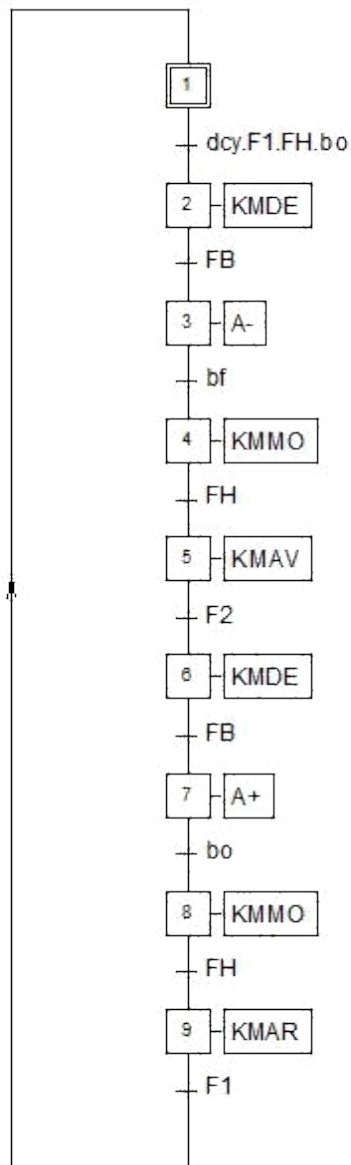 1
dcy.F1.FH.bo
2 KMDE
FB
3 A-
bf
4 KMMO
FH
5 KMAV
F2
6 KMDE
FB
7 A+
bo
8 KMMO
FH
9 KMAR
F1